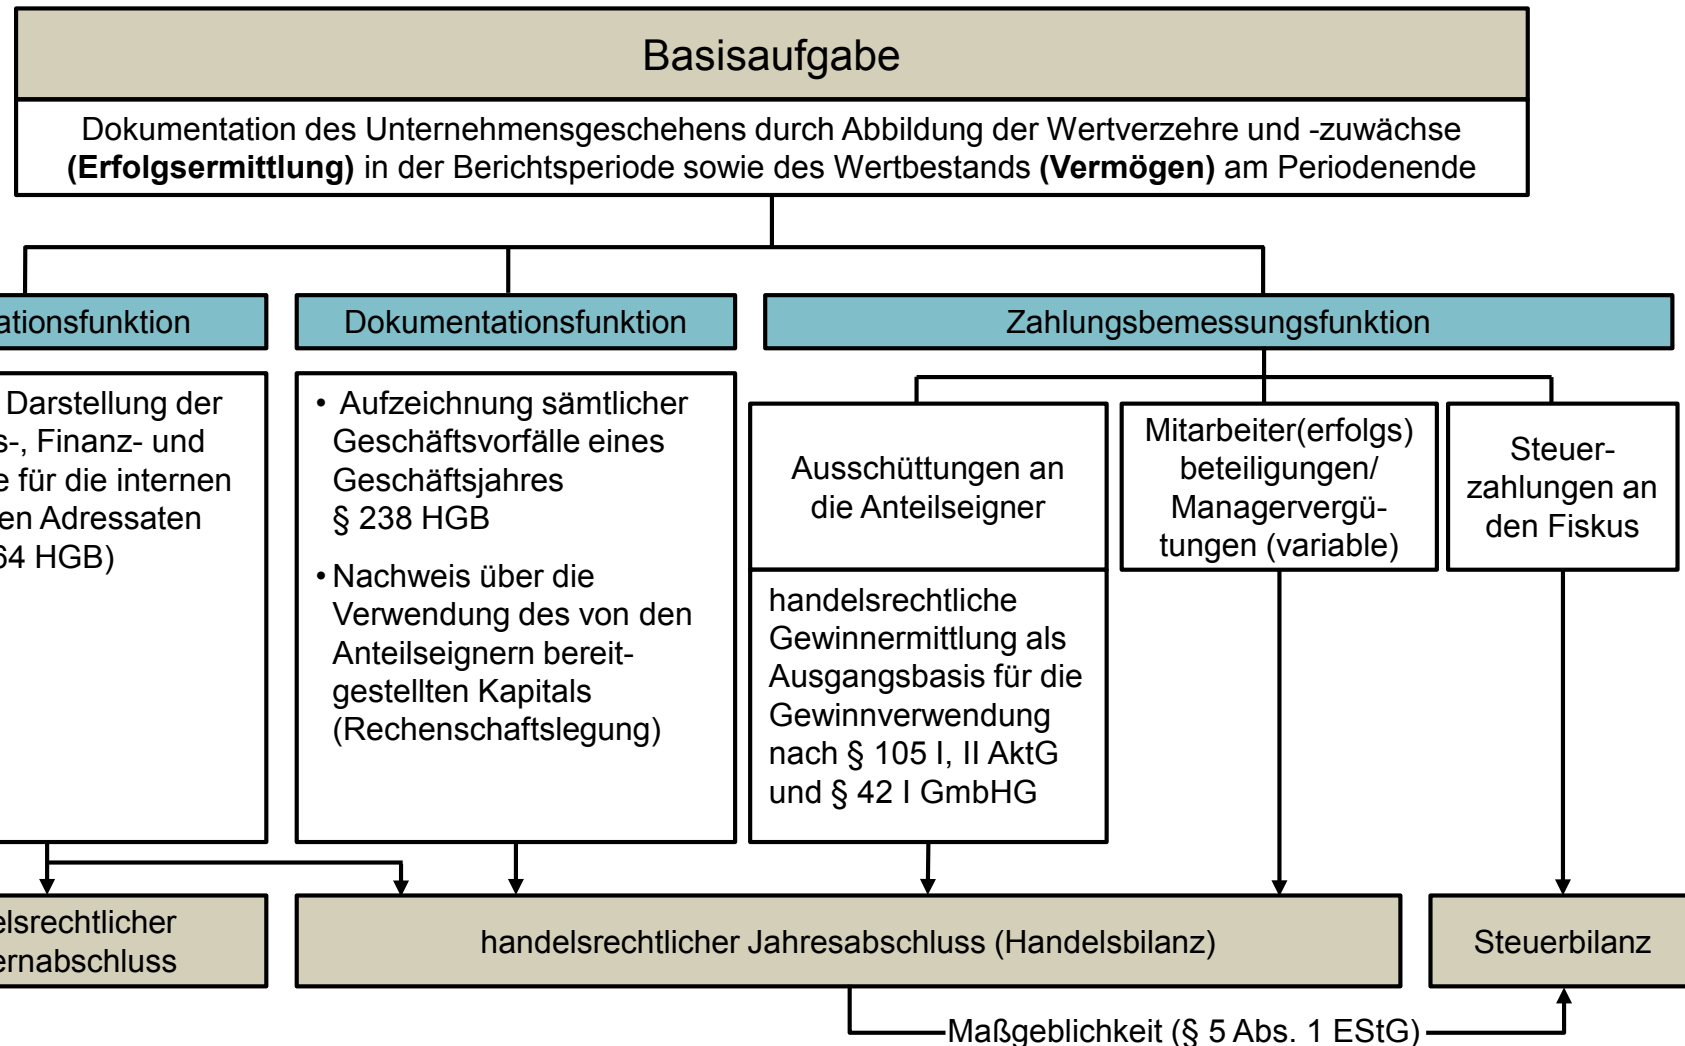 Basisaufgabe
Dokumentation des Unternehmensgeschehens durch Abbildung der Wertverzehre und -zuwächse
(Erfolgsermittlung) in der Berichtsperiode sowie des Wertbestands (Vermögen) am Periodenende
ationsfunktion
Darstellung der
s-, Finanz- und
e für die internen
en Adressaten
64 HGB)
Dokumentationsfunktion
• Aufzeichnung sämtlicher
Geschäftsvorfälle eines
Geschäftsjahres
§ 238 HGB
• Nachweis über die
Verwendung des von den
Anteilseignern bereit-
gestellten Kapitals
(Rechenschaftslegung)
Zahlungsbemessungsfunktion
Ausschüttungen an
die Anteilseigner
handelsrechtliche
Gewinnermittlung als
Ausgangsbasis für die
Gewinnverwendung
nach § 105 I, II AktG
und § 42 I GmbHG
Mitarbeiter(erfolgs)
beteiligungen/
Managervergü-
tungen (variable)
Steuer-
zahlungen an
den Fiskus
elsrechtlicher
ernabschluss
handelsrechtlicher Jahresabschluss (Handelsbilanz)
Steuerbilanz
Maßgeblichkeit (§ 5 Abs. 1 EStG)